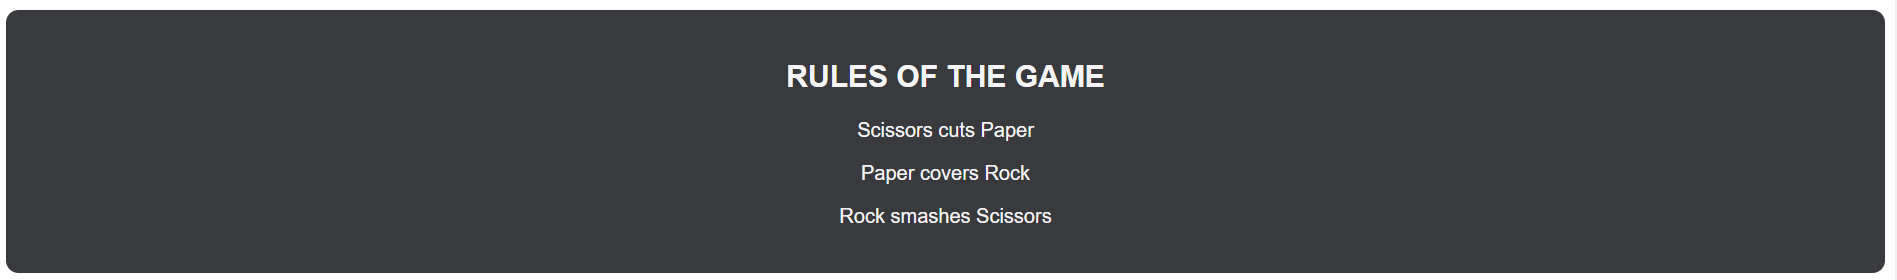 RULES OF THE GAME
Scissors cuts Paper
Paper covers Rock
Rock smashes Scissors